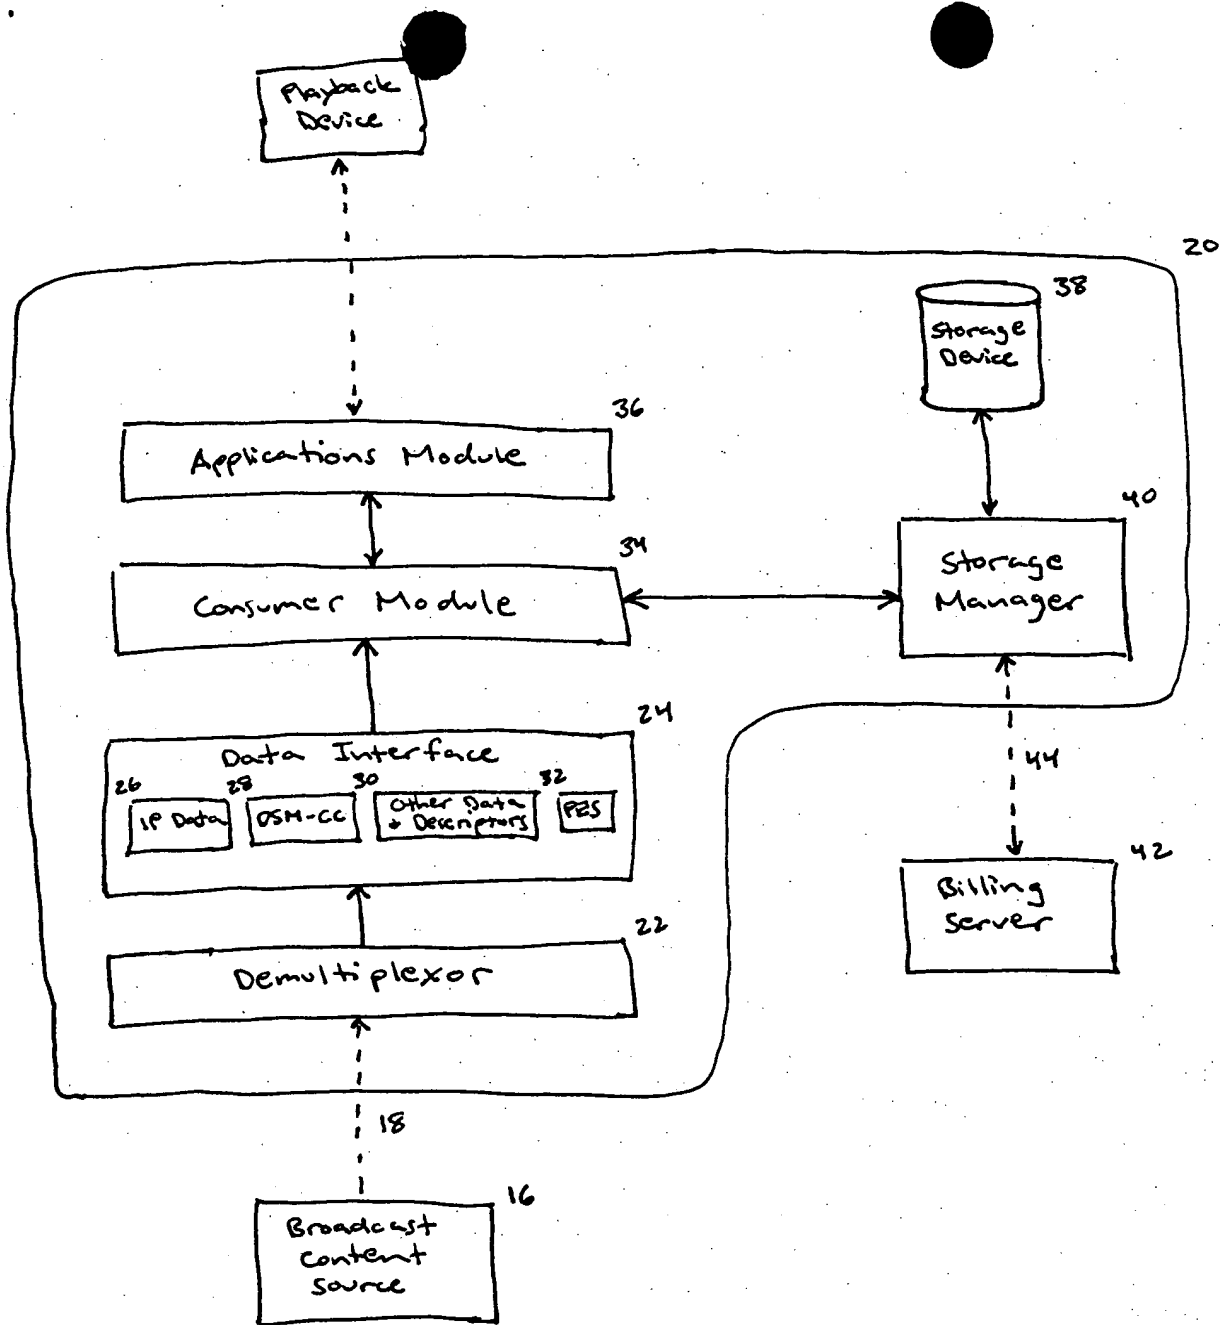 Playback
Device
20
38
Storage
Device
36
Applications Module
40
34
Storage
Manager
Consumer Module
24
Data Interface
26 28 30 32
IP Data DSM-CC Other Data
+ Descriptors PES
44
42
Billing
Server
22
Demultiplexor
18
16
Broadcast
Content
Source